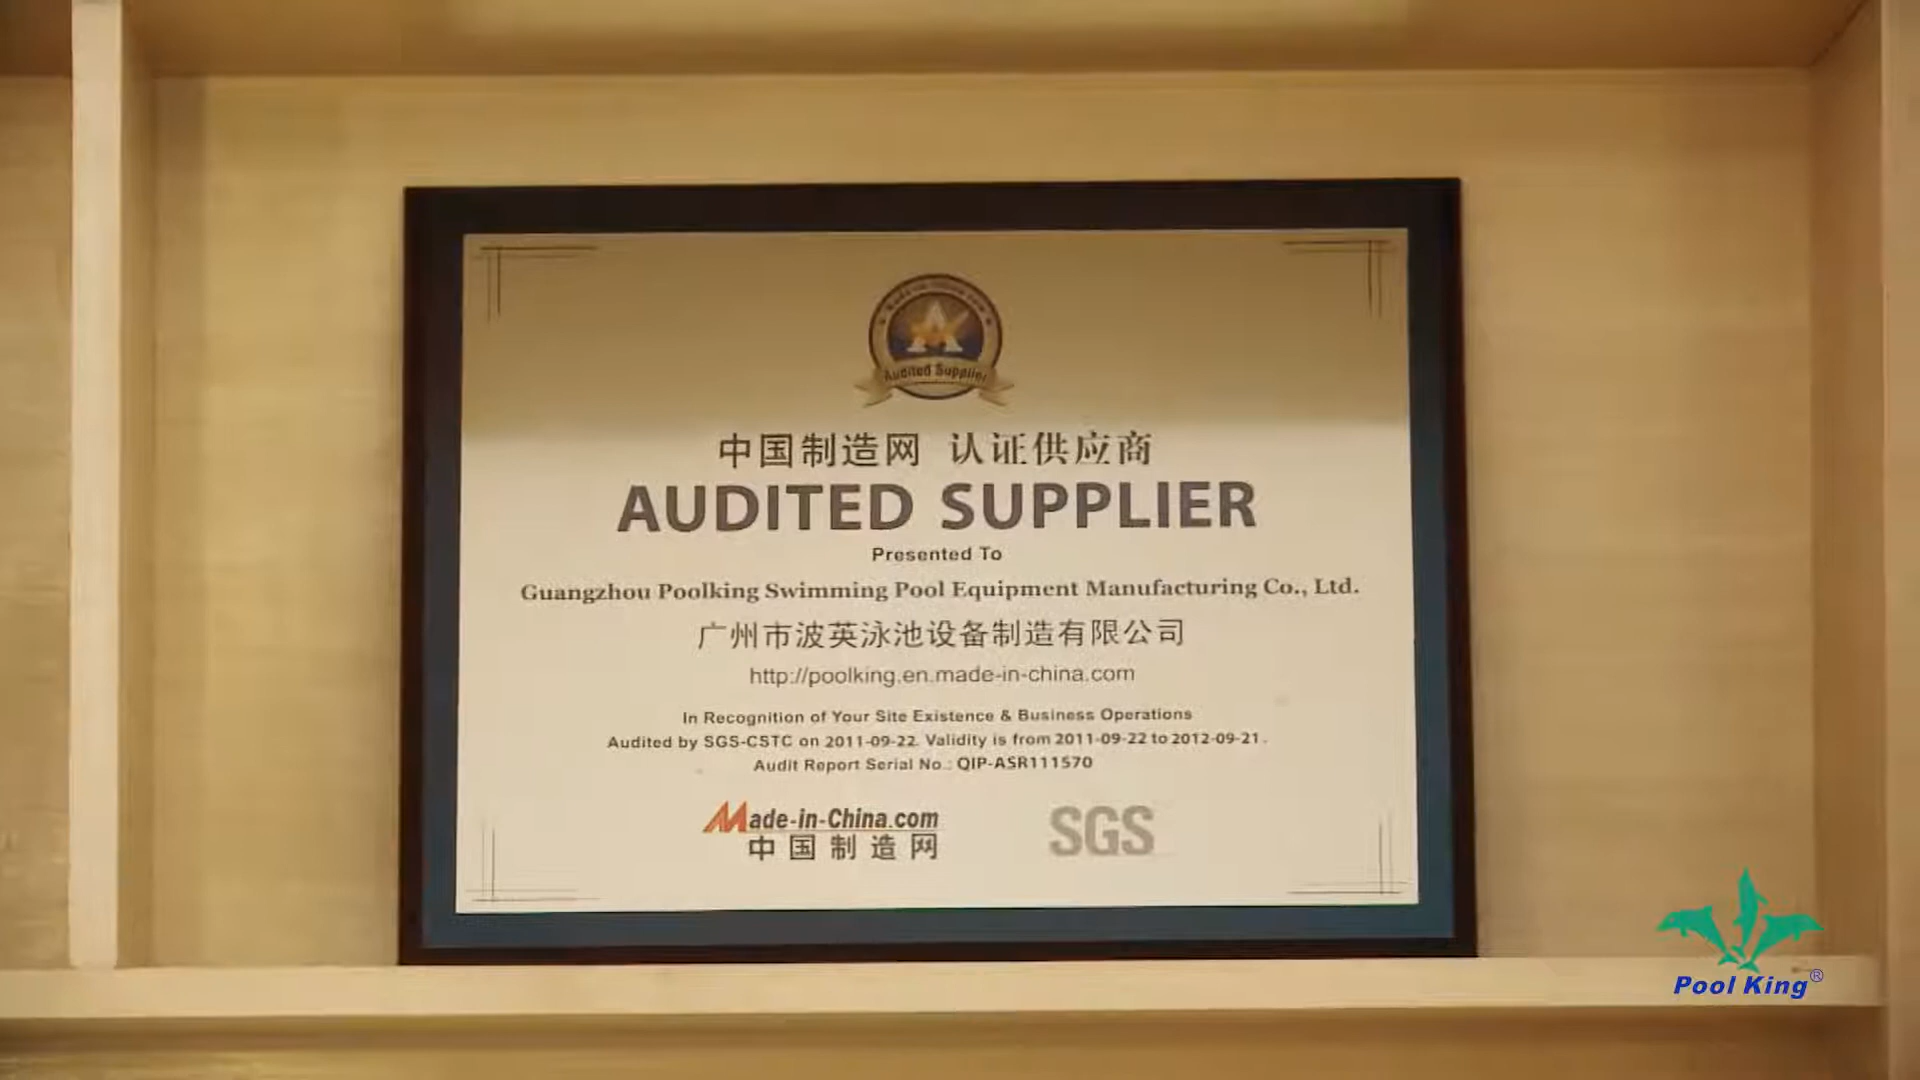 Audited Supplier
中国制造网 认证供应商
AUDITED SUPPLIER
Presented To
Guangzhou Poolking Swimming Pool Equipment Manufacturing Co., Ltd.
广州市波英泳池设备制造有限公司
http://poolking.en.made-in-china.com
In Recognition of Your Site Existence & Business Operations
Audited by SGS-CSTC on 2011-09-22. Validity is from 2011-09-22 to 2012-09-21.
Audit Report Serial No.: QIP-ASR111570
Made-in-China.com
中国制造网
SGS
Pool King®